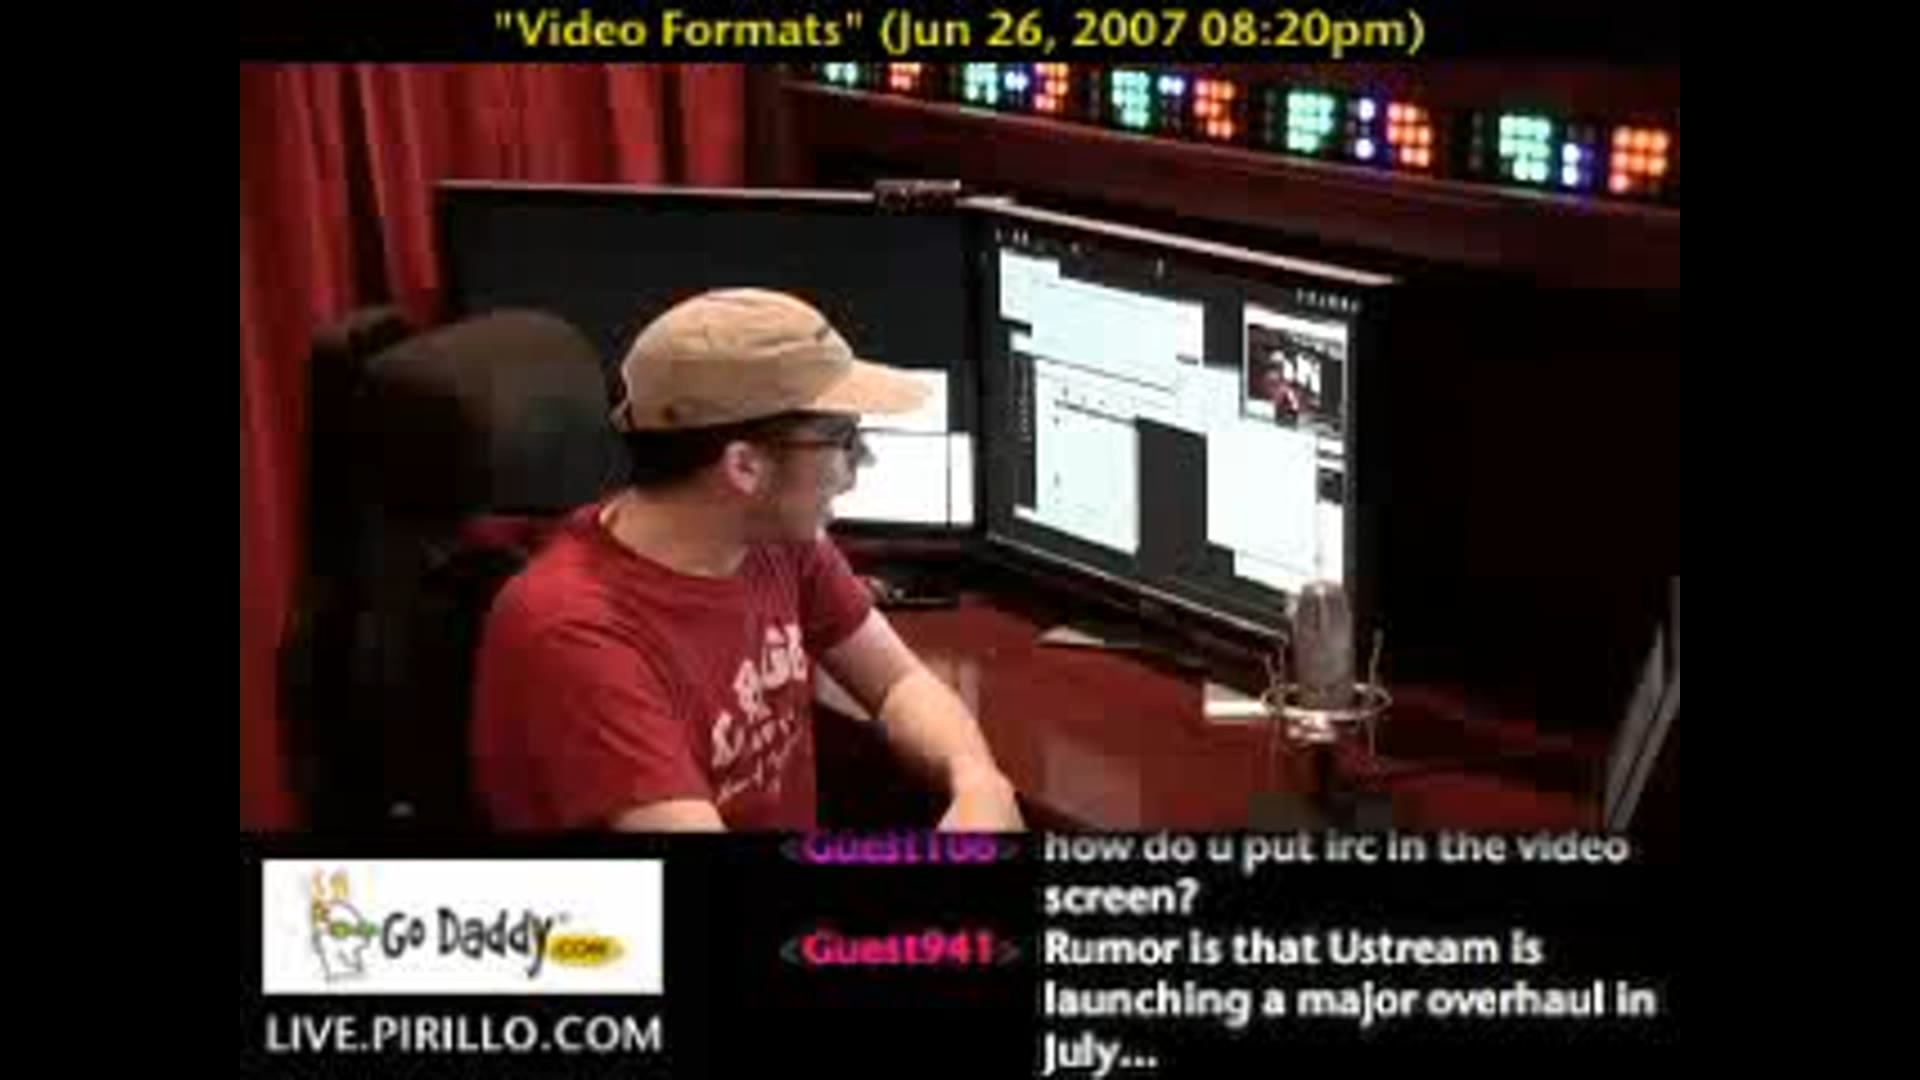 "Video Formats" (Jun 26, 2007 08:20pm)
<Guest106> how do u put irc in the video
screen?
<Guest941> Rumor is that Ustream is
launching a major overhaul in
July...
Go Daddy.COM
LIVE.PIRILLO.COM